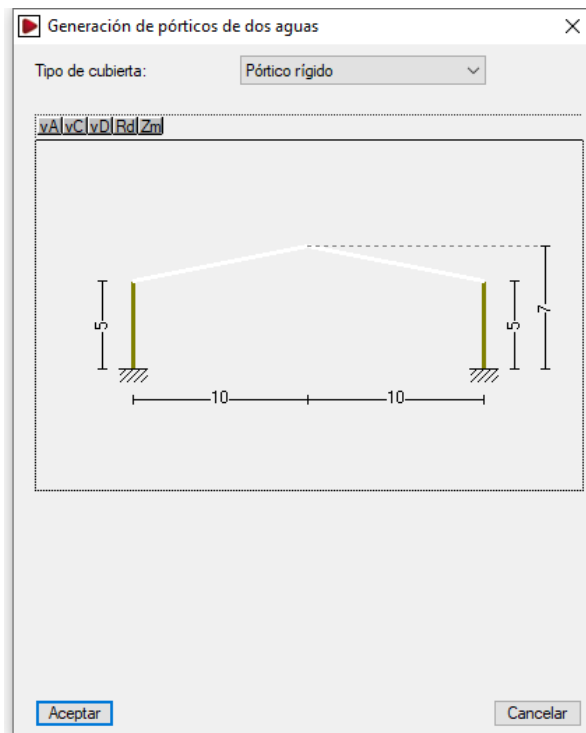 Generación de pórticos de dos aguas
Tipo de cubierta: Pórtico rígido
vA vC vD Rd Zm
5 5 7
10 10
Aceptar Cancelar